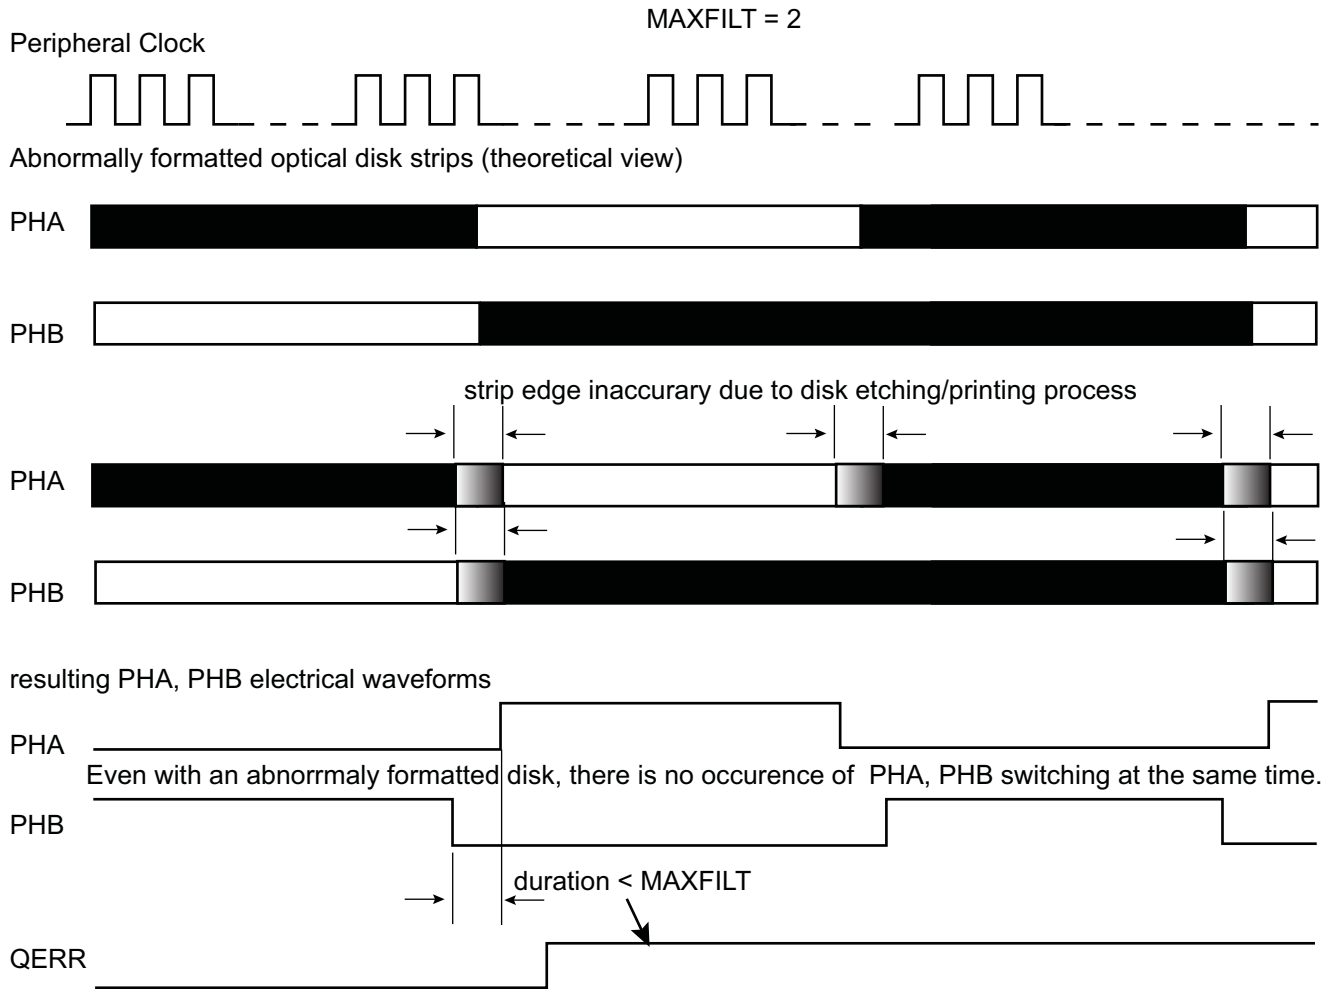 MAXFILT = 2
Peripheral Clock
Abnormally formatted optical disk strips (theoretical view)
PHA
PHB
strip edge inaccurary due to disk etching/printing process
PHA
PHB
resulting PHA, PHB electrical waveforms
PHA
Even with an abnorrmaly formatted disk, there is no occurence of PHA, PHB switching at the same time.
PHB
duration < MAXFILT
QERR